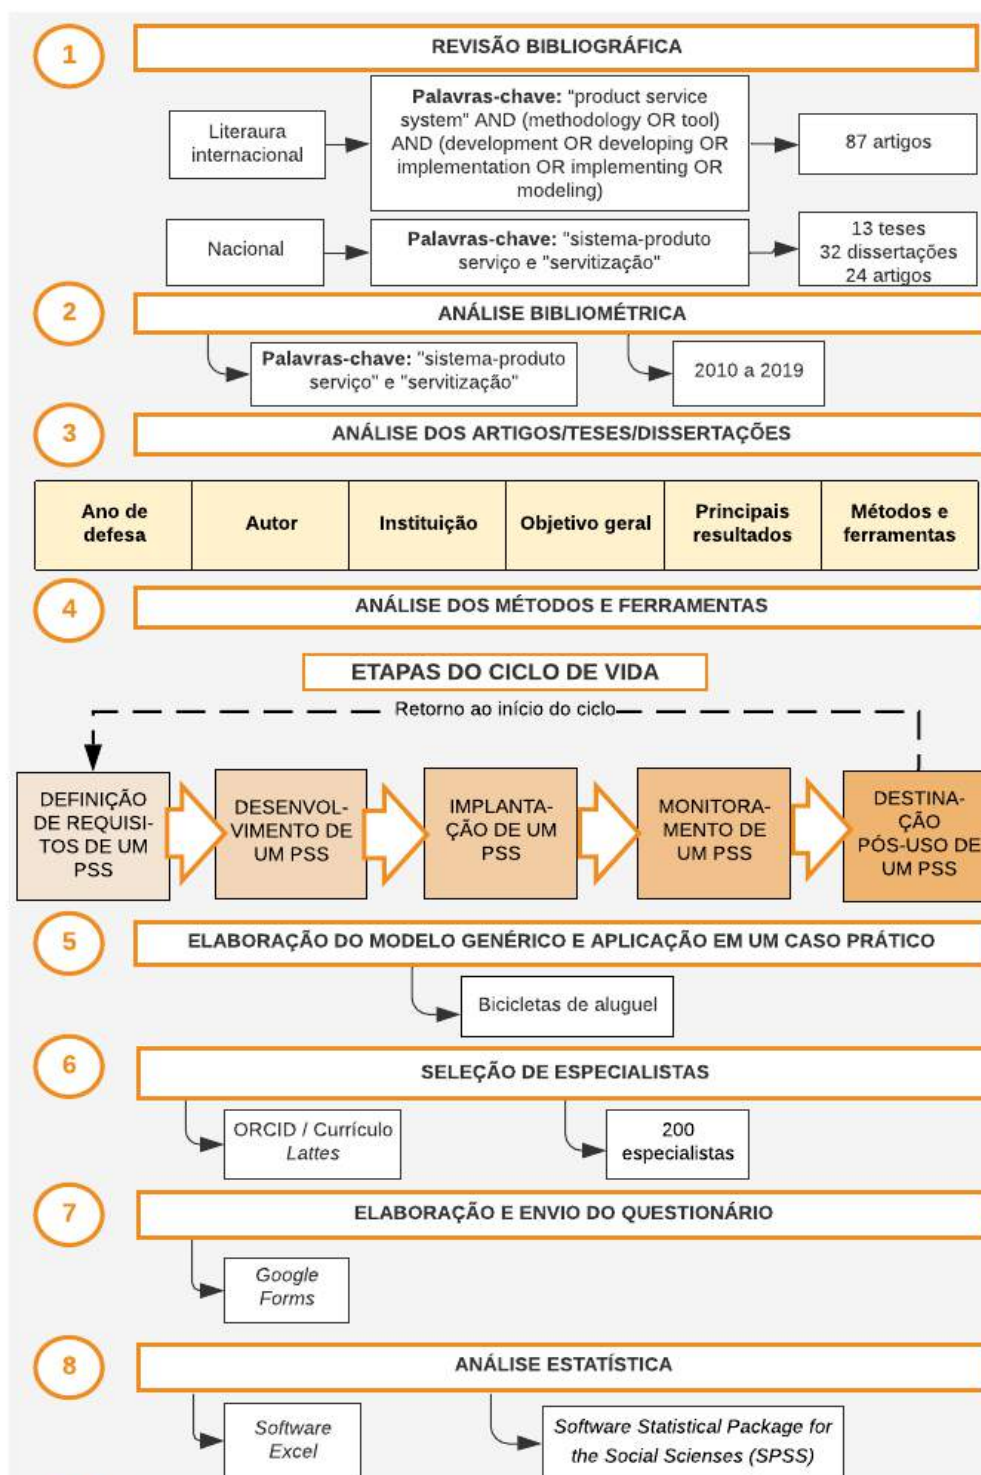 1
REVISÃO BIBLIOGRÁFICA
Literaura
internacional
Palavras-chave: "product service
system" AND (methodology OR tool)
AND (development OR developing OR
implementation OR implementing OR
modeling)
87 artigos
Nacional
Palavras-chave: "sistema-produto
serviço e "servitização"
13 teses
32 dissertações
24 artigos
2
ANÁLISE BIBLIOMÉTRICA
Palavras-chave: "sistema-produto
serviço" e "servitização"
2010 a 2019
3
ANÁLISE DOS ARTIGOS/TESES/DISSERTAÇÕES
Ano de
defesa
Autor
Instituição
Objetivo geral
Principais
resultados
Métodos e
ferramentas
4
ANÁLISE DOS MÉTODOS E FERRAMENTAS
ETAPAS DO CICLO DE VIDA
Retorno ao início do ciclo
DEFINIÇÃO
DE REQUISI-
TOS DE UM
PSS
DESENVOL-
VIMENTO DE
UM PSS
IMPLANTA-
ÇÃO DE UM
PSS
MONITORA-
MENTO DE
UM PSS
DESTINA-
ÇÃO
PÓS-USO DE
UM PSS
5
ELABORAÇÃO DO MODELO GENÉRICO E APLICAÇÃO EM UM CASO PRÁTICO
Bicicletas de aluguel
6
SELEÇÃO DE ESPECIALISTAS
ORCID / Currículo
Lattes
200
especialistas
7
ELABORAÇÃO E ENVIO DO QUESTIONÁRIO
Google
Forms
8
ANÁLISE ESTATÍSTICA
Software
Excel
Software Statistical Package for
the Social Scienses (SPSS)